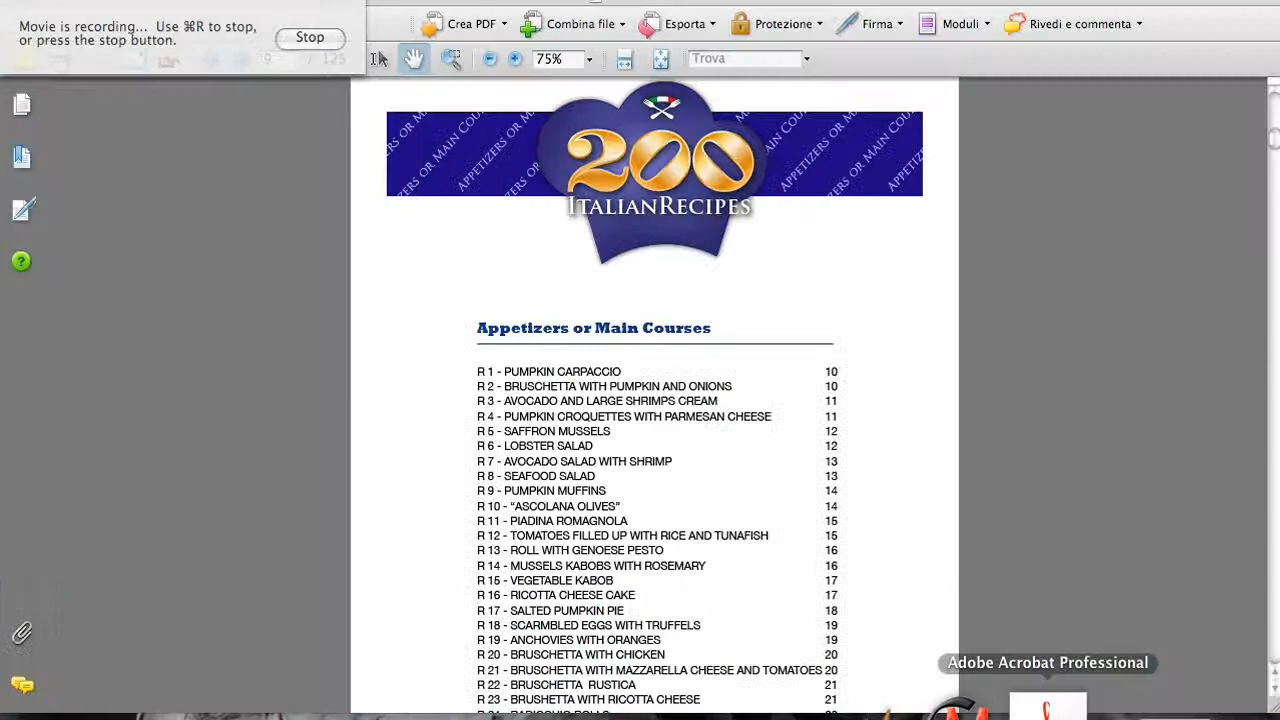 Movie is recording... Use ⌘R to stop,
or press the stop button.
Stop
Crea PDF
Combina file
Esporta
Protezione
Firma
Moduli
Rivedi e commenta
9 / 125
75%
Trova
APPETIZERS OR MAIN COURSES
200
ITALIANRECIPES
Appetizers or Main Courses
R 1 - PUMPKIN CARPACCIO 10
R 2 - BRUSCHETTA WITH PUMPKIN AND ONIONS 10
R 3 - AVOCADO AND LARGE SHRIMPS CREAM 11
R 4 - PUMPKIN CROQUETTES WITH PARMESAN CHEESE 11
R 5 - SAFFRON MUSSELS 12
R 6 - LOBSTER SALAD 12
R 7 - AVOCADO SALAD WITH SHRIMP 13
R 8 - SEAFOOD SALAD 13
R 9 - PUMPKIN MUFFINS 14
R 10 - “ASCOLANA OLIVES” 14
R 11 - PIADINA ROMAGNOLA 15
R 12 - TOMATOES FILLED UP WITH RICE AND TUNAFISH 15
R 13 - ROLL WITH GENOESE PESTO 16
R 14 - MUSSELS KABOBS WITH ROSEMARY 16
R 15 - VEGETABLE KABOB 17
R 16 - RICOTTA CHEESE CAKE 17
R 17 - SALTED PUMPKIN PIE 18
R 18 - SCARMBLED EGGS WITH TRUFFELS 19
R 19 - ANCHOVIES WITH ORANGES 19
R 20 - BRUSCHETTA WITH CHICKEN 20
R 21 - BRUSCHETTA WITH MAZZARELLA CHEESE AND TOMATOES 20
R 22 - BRUSCHETTA RUSTICA 21
R 23 - BRUSHETTA WITH RICOTTA CHEESE 21
Adobe Acrobat Professional